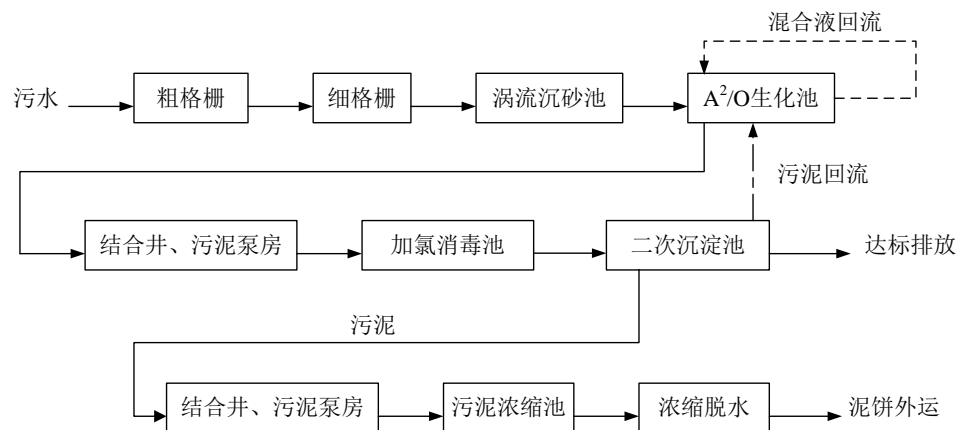 混合液回流
污水
粗格栅
细格栅
涡流沉砂池
A²/O生化池
污泥回流
结合井、污泥泵房
加氯消毒池
二次沉淀池
达标排放
污泥
结合井、污泥泵房
污泥浓缩池
浓缩脱水
泥饼外运